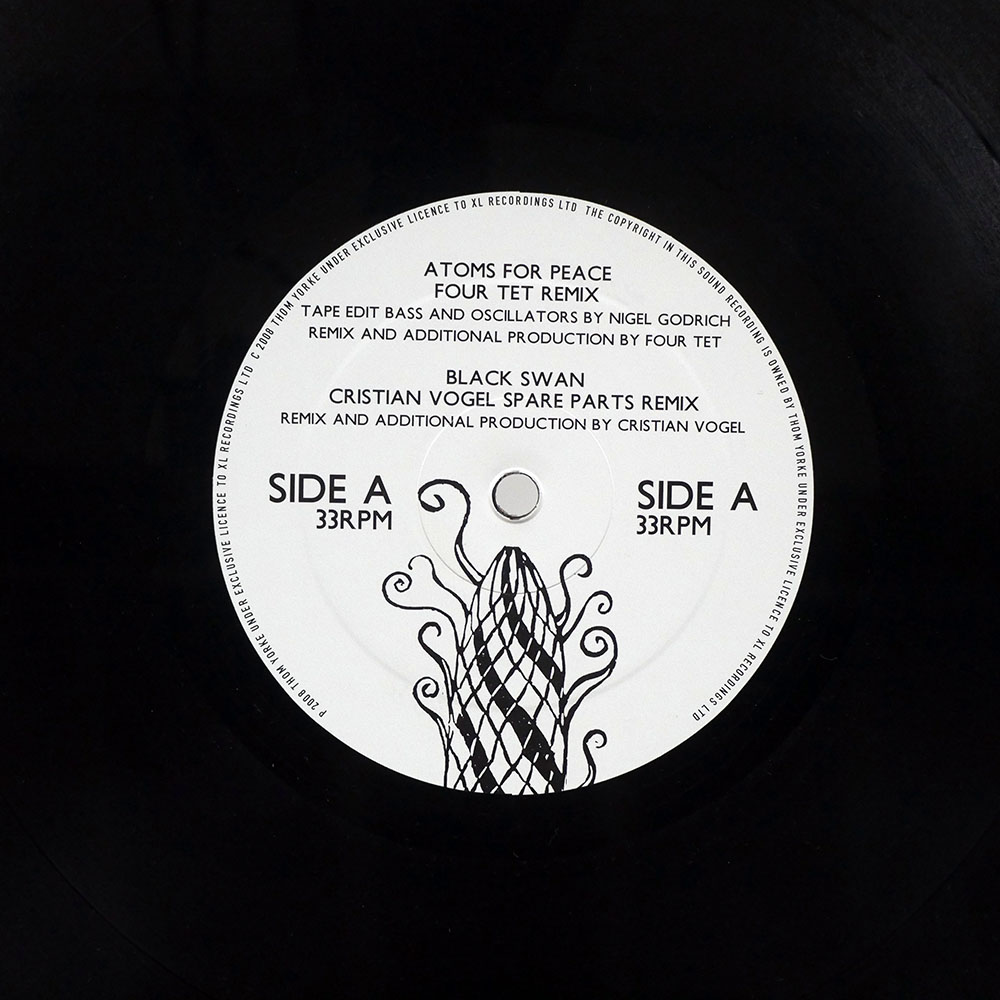 P 2008 THOM YORKE UNDER EXCLUSIVE LICENCE TO XL RECORDINGS LTD C 2008 THOM YORKE UNDER EXCLUSIVE LICENCE TO XL RECORDINGS LTD THE COPYRIGHT IN THIS SOUND RECORDING IS OWNED BY THOM YORKE UNDER EXCLUSIVE LICENCE TO XL RECORDINGS LTD
ATOMS FOR PEACE
FOUR TET REMIX
TAPE EDIT BASS AND OSCILLATORS BY NIGEL GODRICH
REMIX AND ADDITIONAL PRODUCTION BY FOUR TET
BLACK SWAN
CRISTIAN VOGEL SPARE PARTS REMIX
REMIX AND ADDITIONAL PRODUCTION BY CRISTIAN VOGEL
SIDE A
33RPM
SIDE A
33RPM